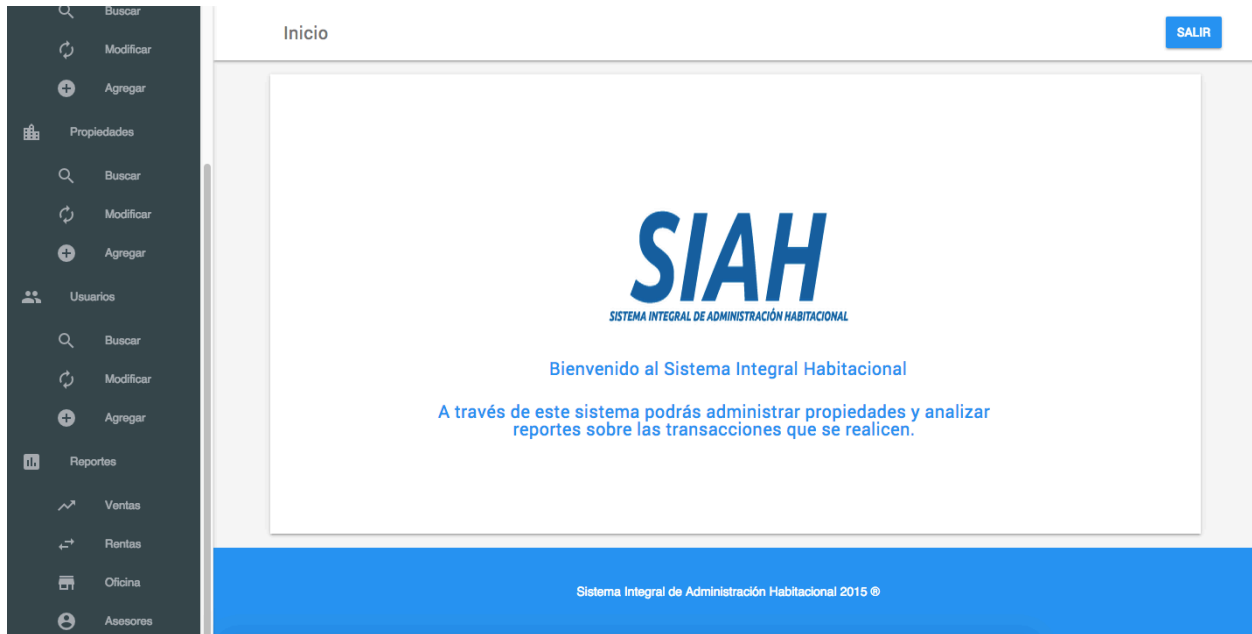 Buscar
Modificar
Agregar
Propiedades
Buscar
Modificar
Agregar
Usuarios
Buscar
Modificar
Agregar
Reportes
Ventas
Rentas
Oficina
Asesores
Inicio
SALIR
SIAH
SISTEMA INTEGRAL DE ADMINISTRACIÓN HABITACIONAL
Bienvenido al Sistema Integral Habitacional
A través de este sistema podrás administrar propiedades y analizar
reportes sobre las transacciones que se realicen.
Sistema Integral de Administración Habitacional 2015 ®